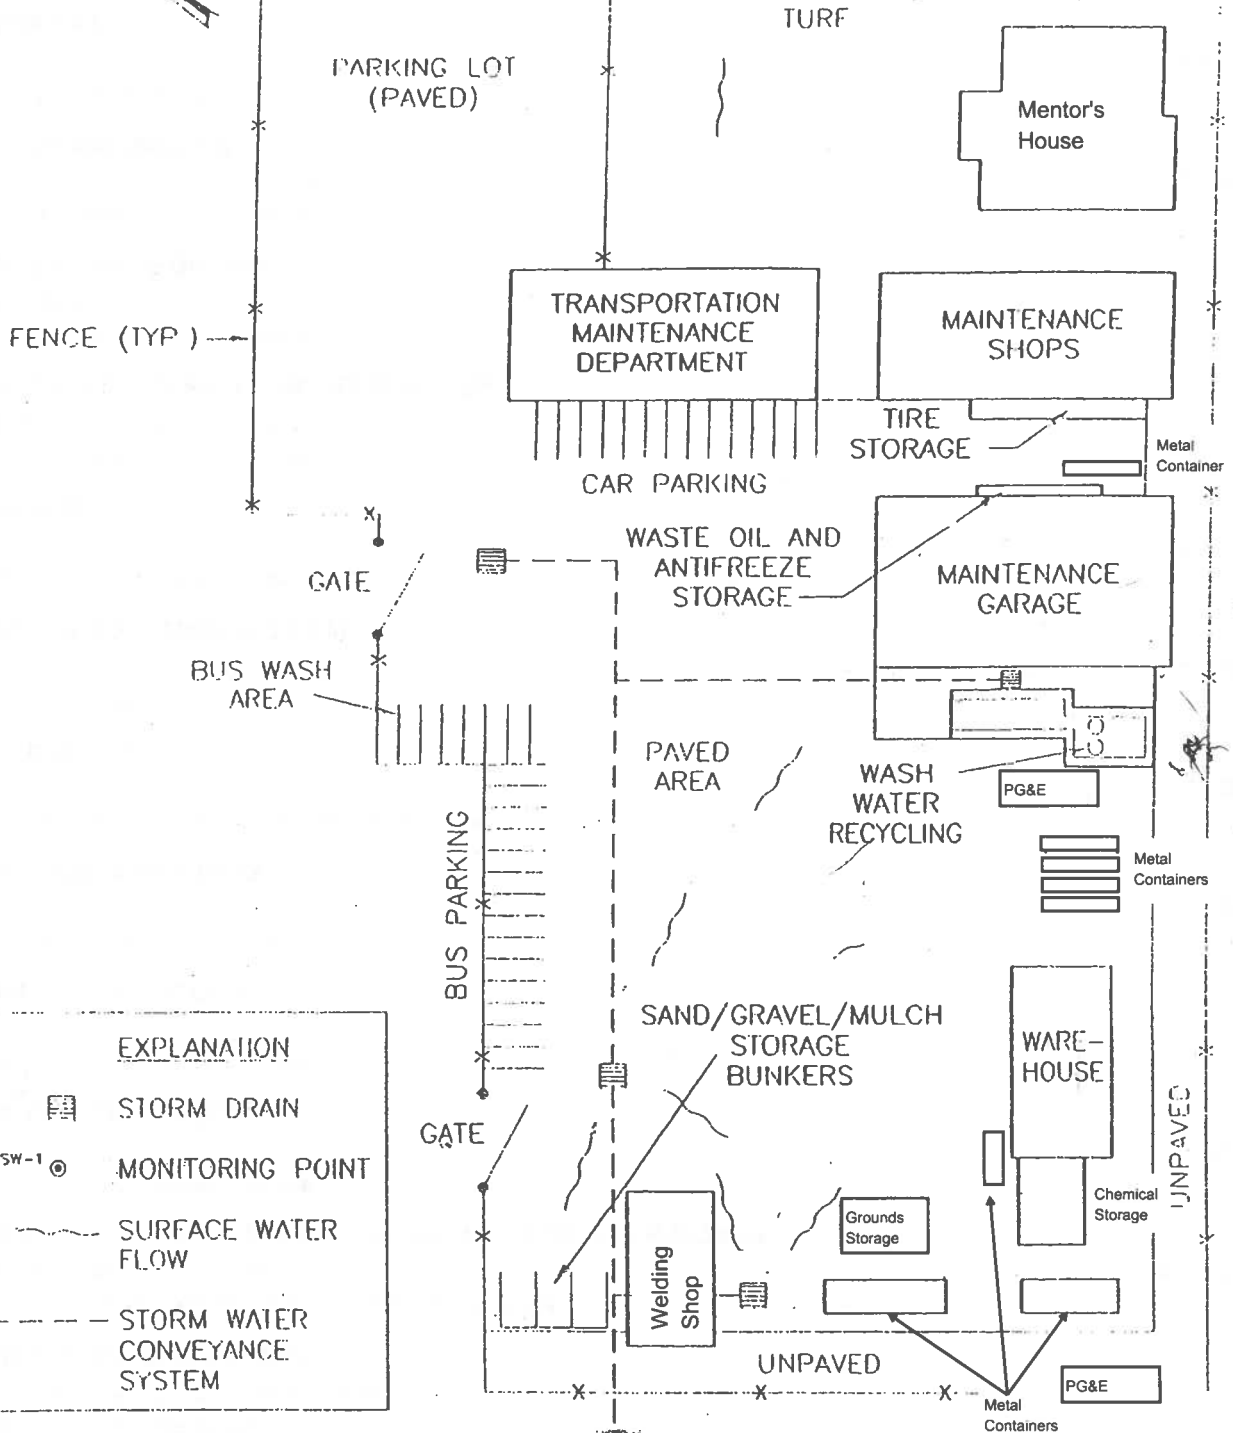 TURF
PARKING LOT
(PAVED)
Mentor's
House
FENCE (TYP.)
TRANSPORTATION
MAINTENANCE
DEPARTMENT
MAINTENANCE
SHOPS
TIRE
STORAGE
Metal
Container
CAR PARKING
X
GATE
WASTE OIL AND
ANTIFREEZE
STORAGE
MAINTENANCE
GARAGE
BUS WASH
AREA
PAVED
AREA
WASH
WATER
RECYCLING
PG&E
Metal
Containers
BUS PARKING
SAND/GRAVEL/MULCH
STORAGE
BUNKERS
WARE-
HOUSE
UNPAVED
EXPLANATION
STORM DRAIN
SW-1
MONITORING POINT
SURFACE WATER
FLOW
STORM WATER
CONVEYANCE
SYSTEM
GATE
Chemical
Storage
Grounds
Storage
Welding
Shop
UNPAVED
X X X
PG&E
Metal
Containers